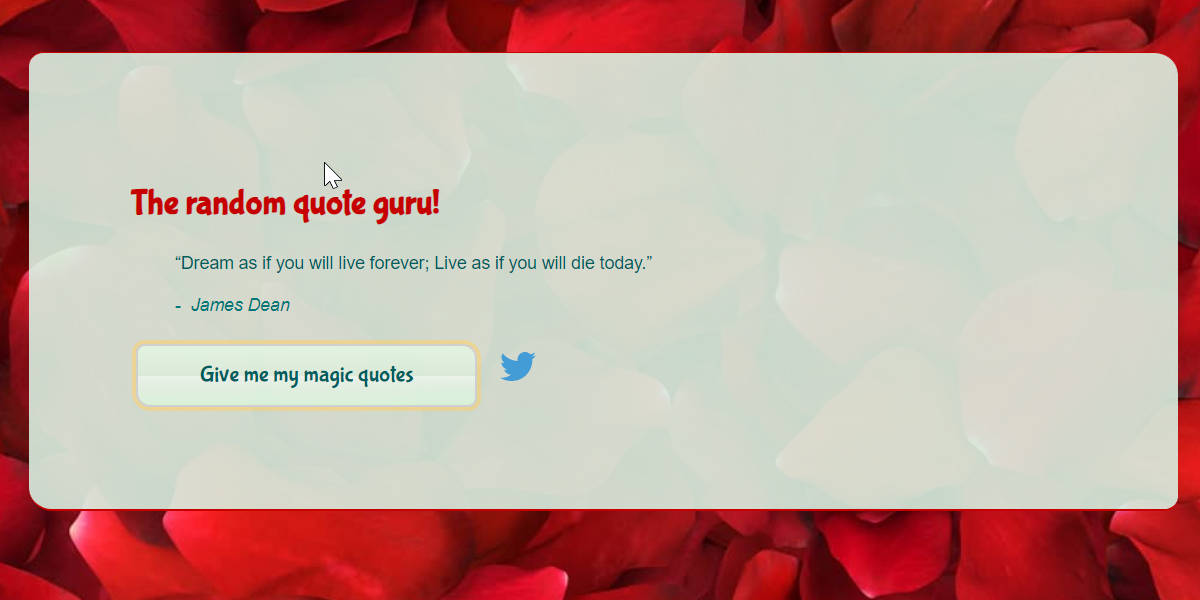 The random quote guru!
“Dream as if you will live forever; Live as if you will die today.”
- James Dean
Give me my magic quotes